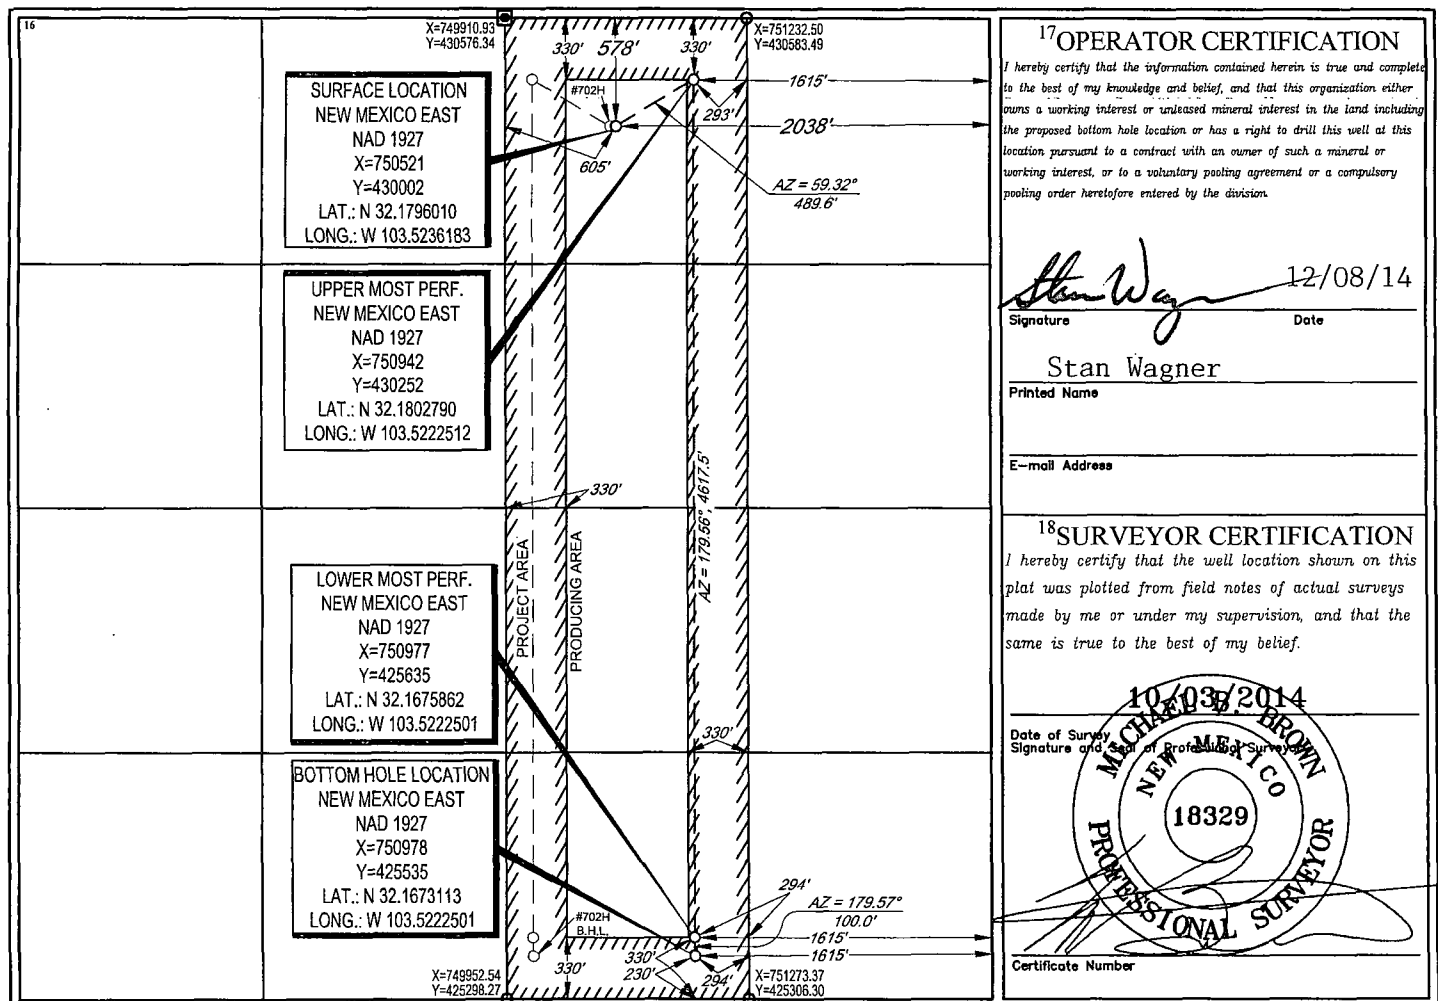 16
X=749910.93
Y=430576.34
X=751232.50
Y=430583.49
330'
578'
330'
1615'
#702H
293'
2038'
605'
AZ = 59.32°
489.6'
SURFACE LOCATION
NEW MEXICO EAST
NAD 1927
X=750521
Y=430002
LAT.: N 32.1796010
LONG.: W 103.5236183
UPPER MOST PERF.
NEW MEXICO EAST
NAD 1927
X=750942
Y=430252
LAT.: N 32.1802790
LONG.: W 103.5222512
330'
AZ = 179.56°, 4617.5'
PROJECT AREA
PRODUCING AREA
LOWER MOST PERF.
NEW MEXICO EAST
NAD 1927
X=750977
Y=425635
LAT.: N 32.1675862
LONG.: W 103.5222501
330'
BOTTOM HOLE LOCATION
NEW MEXICO EAST
NAD 1927
X=750978
Y=425535
LAT.: N 32.1673113
LONG.: W 103.5222501
294'
AZ = 179.57°
100.0'
#702H
B.H.L.
1615'
1615'
330'
330'
230'
294'
X=749952.54
Y=425298.27
X=751273.37
Y=425306.30
17 OPERATOR CERTIFICATION
I hereby certify that the information contained herein is true and complete
to the best of my knowledge and belief, and that this organization either
owns a working interest or unleased mineral interest in the land including
the proposed bottom hole location or has a right to drill this well at this
location pursuant to a contract with an owner of such a mineral or
working interest, or to a voluntary pooling agreement or a compulsory
pooling order heretofore entered by the division.
Stan Wagner
12/08/14
Signature Date
Stan Wagner
Printed Name
E-mail Address
18 SURVEYOR CERTIFICATION
I hereby certify that the well location shown on this
plat was plotted from field notes of actual surveys
made by me or under my supervision, and that the
same is true to the best of my belief.
10/03/2014
Date of Survey
Signature and Seal of Professional Surveyor
MICHAEL B. BROWN
NEW MEXICO
18329
PROFESSIONAL SURVEYOR
Certificate Number